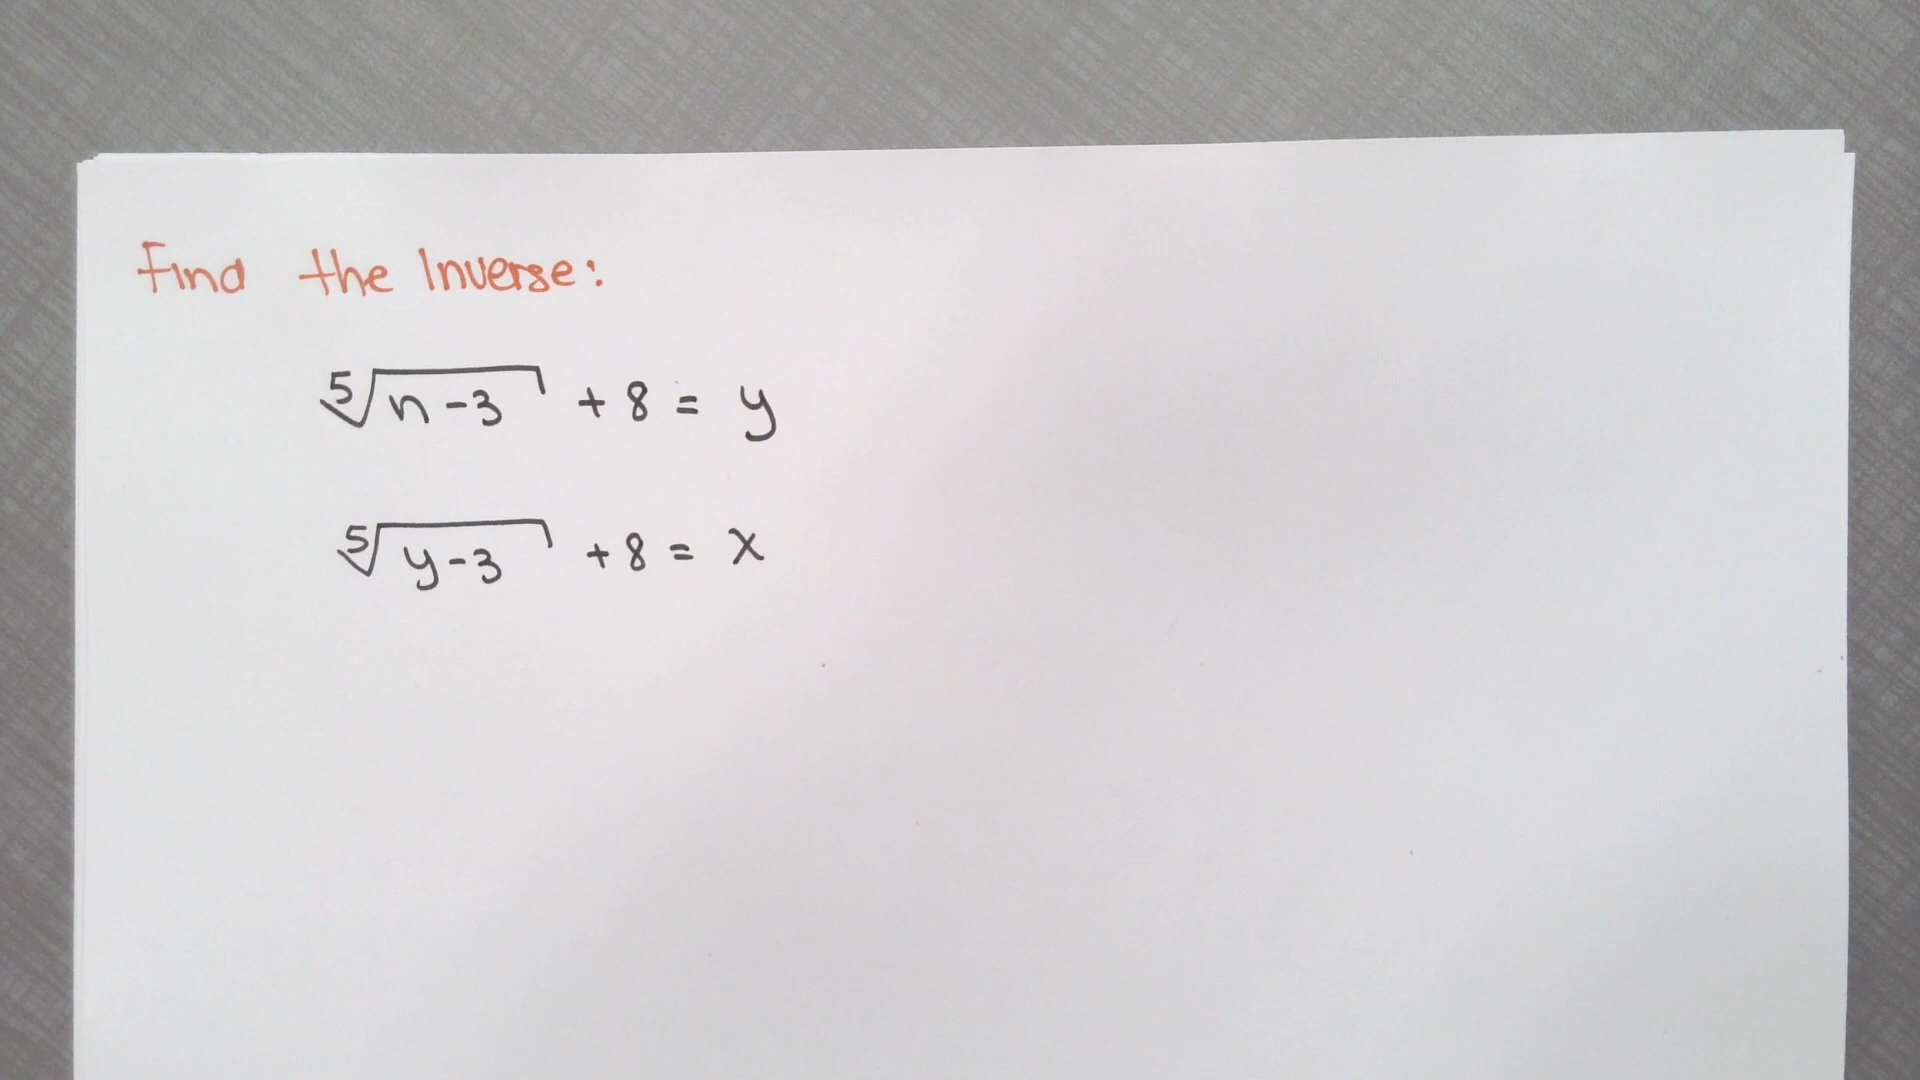 Find the Inverse:
⁵√(n-3) + 8 = y
⁵√(y-3) + 8 = x